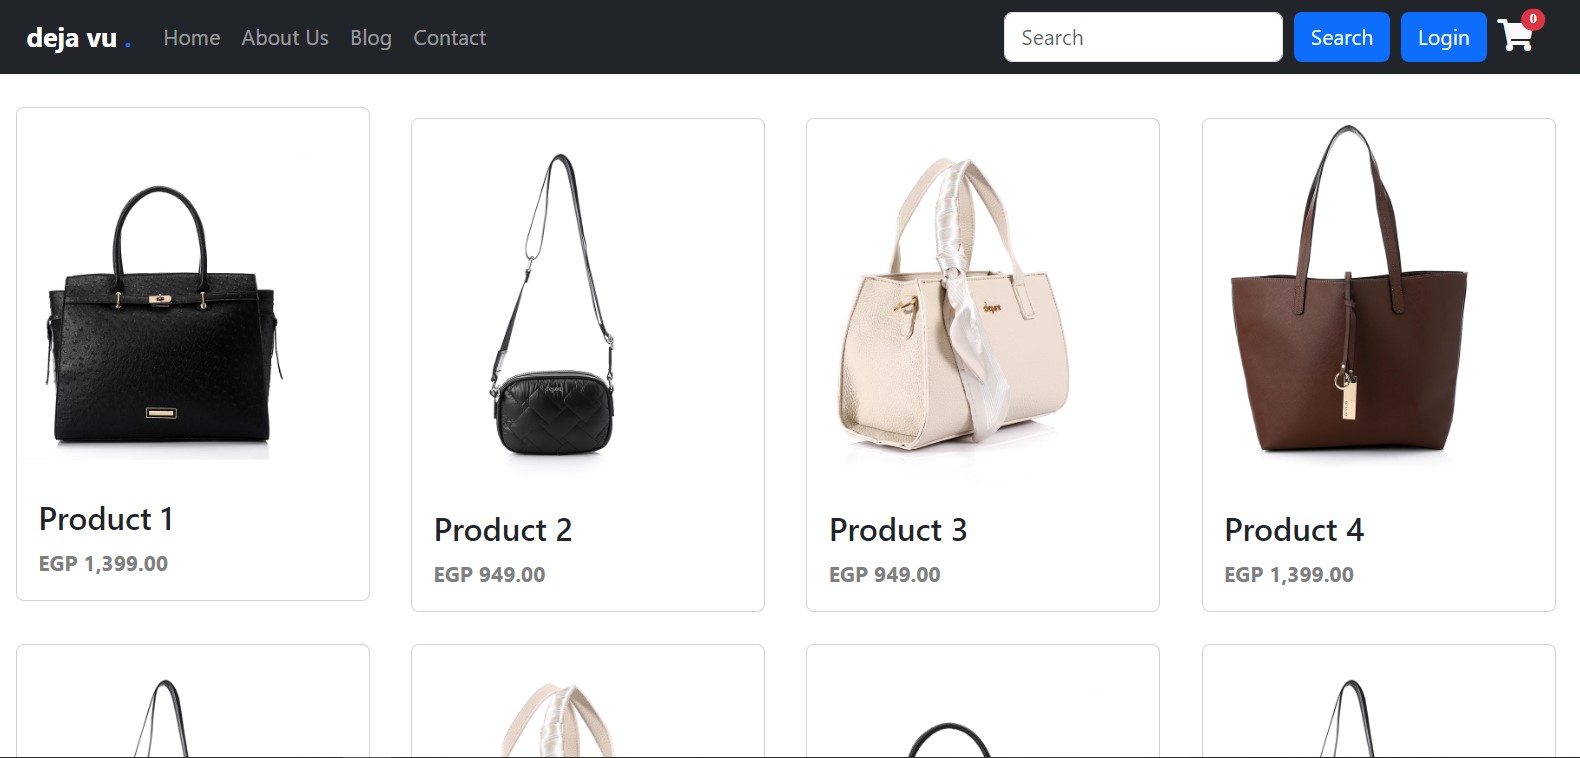 deja vu . Home About Us Blog Contact Search Search Login 0
Product 1
EGP 1,399.00
Product 2
EGP 949.00
Product 3
EGP 949.00
Product 4
EGP 1,399.00